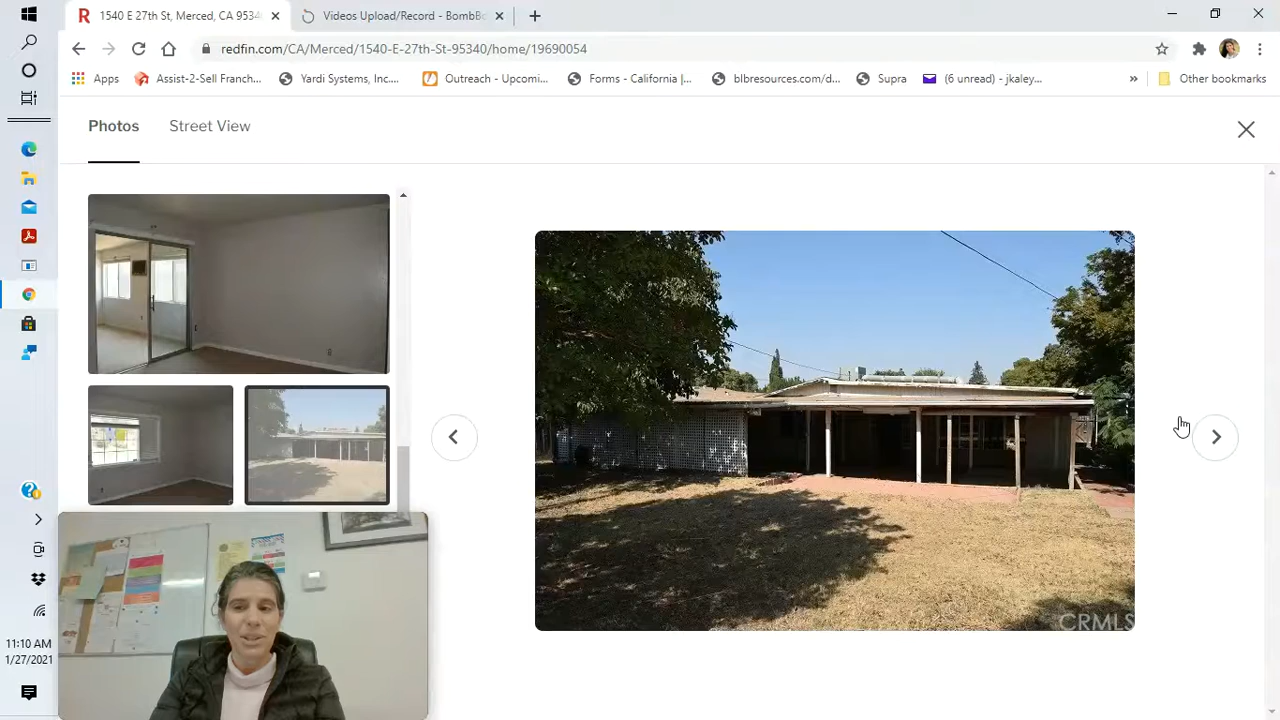 1540 E 27th St, Merced, CA 9534
Videos Upload/Record - BombBo
redfin.com/CA/Merced/1540-E-27th-St-95340/home/19690054
Apps
Assist-2-Sell Franch...
Yardi Systems, Inc....
Outreach - Upcomi...
Forms - California |...
blbresources.com/d...
Supra
(6 unread) - jkaley...
»
Other bookmarks
Photos
Street View
CRMLS
11:10 AM
1/27/2021